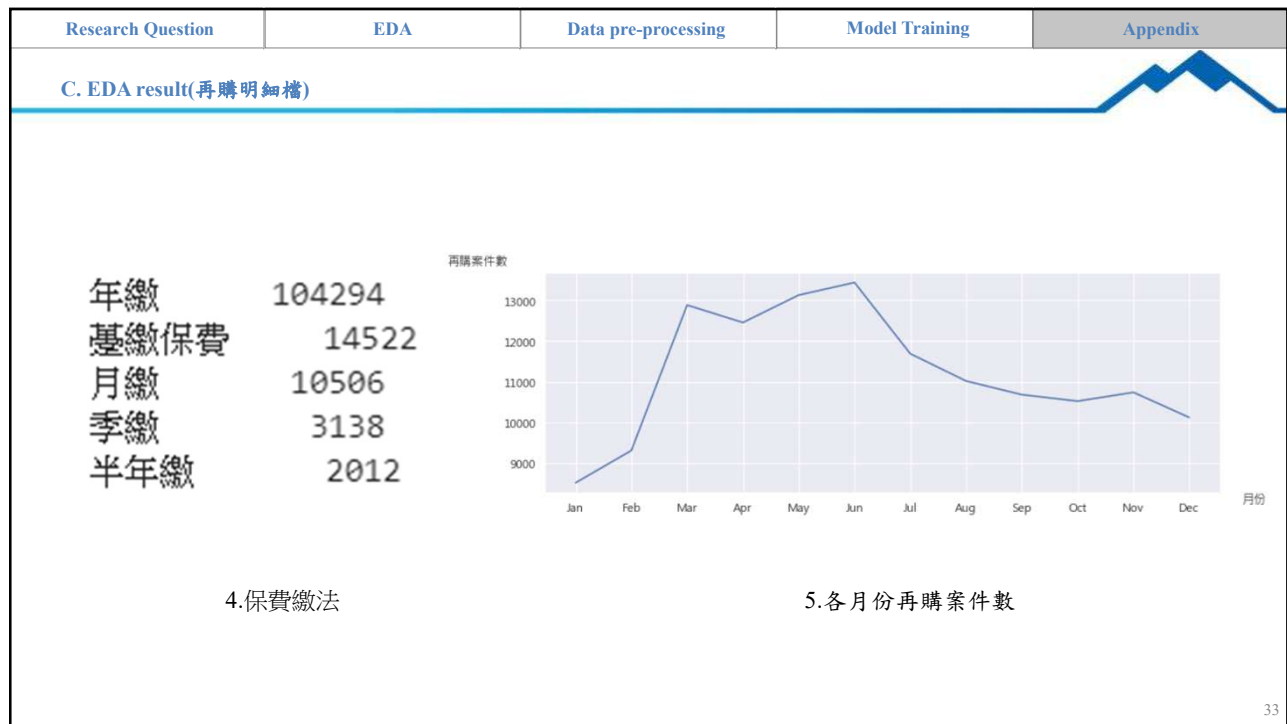 Research Question
EDA
Data pre-processing
Model Training
Appendix
C. EDA result(再購明細檔)
年繳 104294
躉繳保費 14522
月繳 10506
季繳 3138
半年繳 2012
再購案件數
13000
12000
11000
10000
9000
Jan Feb Mar Apr May Jun Jul Aug Sep Oct Nov Dec
月份
4.保費繳法
5.各月份再購案件數
33